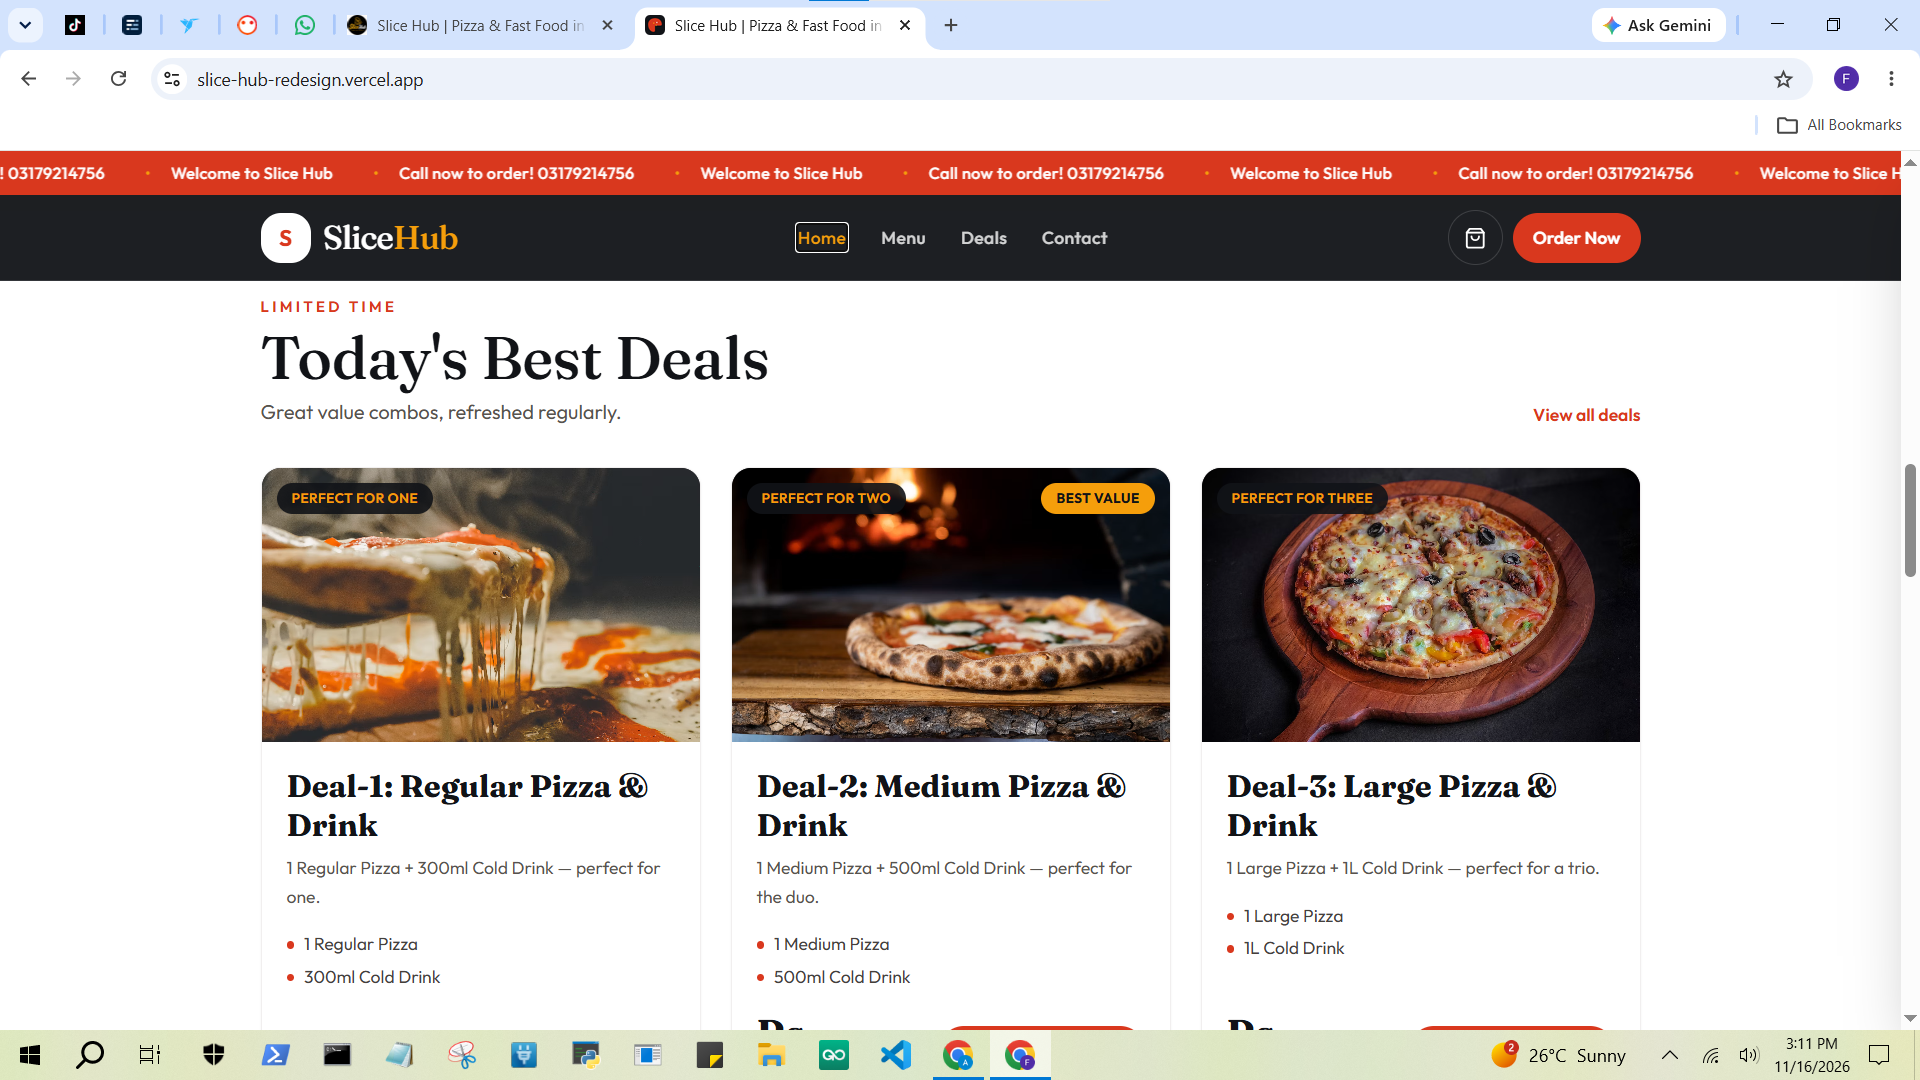 Slice Hub | Pizza & Fast Food in
Slice Hub | Pizza & Fast Food in
Ask Gemini
slice-hub-redesign.vercel.app
F
All Bookmarks
! 03179214756 • Welcome to Slice Hub • Call now to order! 03179214756 • Welcome to Slice Hub • Call now to order! 03179214756 • Welcome to Slice Hub • Call now to order! 03179214756 • Welcome to Slice H
S SliceHub
Home Menu Deals Contact
Order Now
LIMITED TIME
Today's Best Deals
Great value combos, refreshed regularly.
View all deals
PERFECT FOR ONE
Deal-1: Regular Pizza &
Drink
1 Regular Pizza + 300ml Cold Drink — perfect for
one.
1 Regular Pizza
300ml Cold Drink
PERFECT FOR TWO
BEST VALUE
Deal-2: Medium Pizza &
Drink
1 Medium Pizza + 500ml Cold Drink — perfect for
the duo.
1 Medium Pizza
500ml Cold Drink
Rs
PERFECT FOR THREE
Deal-3: Large Pizza &
Drink
1 Large Pizza + 1L Cold Drink — perfect for a trio.
1 Large Pizza
1L Cold Drink
Rs
2
26°C Sunny
3:11 PM
11/16/2026